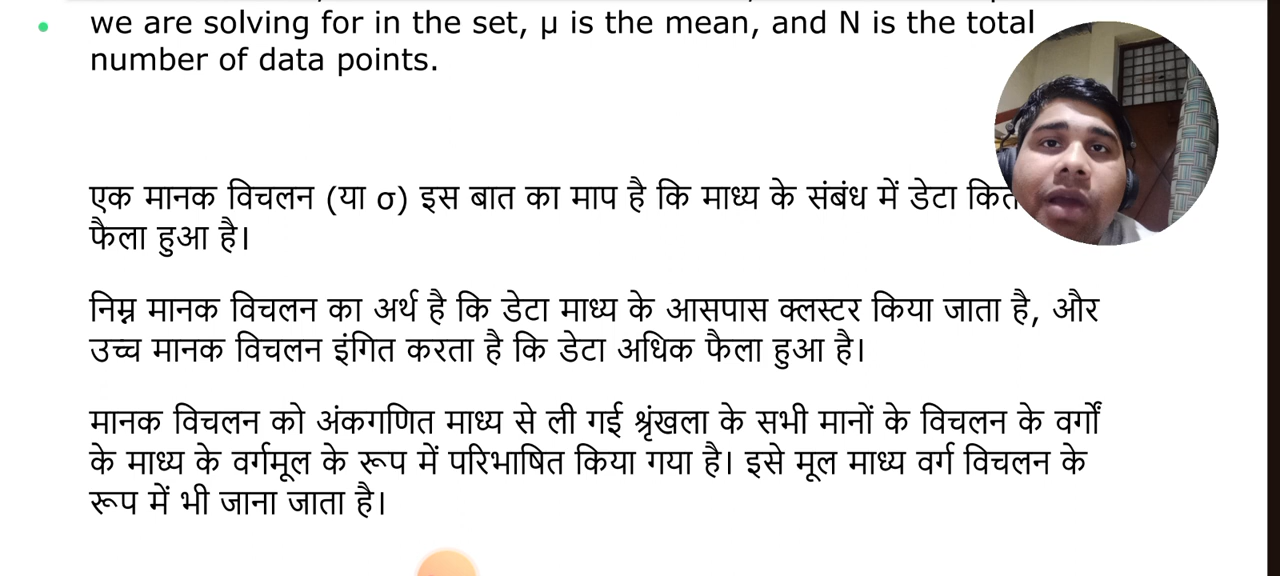 we are solving for in the set, μ is the mean, and N is the total
number of data points.
एक मानक विचलन (या σ) इस बात का माप है कि माध्य के संबंध में डेटा
फैला हुआ है।
निम्न मानक विचलन का अर्थ है कि डेटा माध्य के आसपास क्लस्टर किया जाता है, और
उच्च मानक विचलन इंगित करता है कि डेटा अधिक फैला हुआ है।
मानक विचलन को अंकगणित माध्य से ली गई श्रृंखला के सभी मानों के विचलन के वर्गों
के माध्य के वर्गमूल के रूप में परिभाषित किया गया है। इसे मूल माध्य वर्ग विचलन के
रूप में भी जाना जाता है।